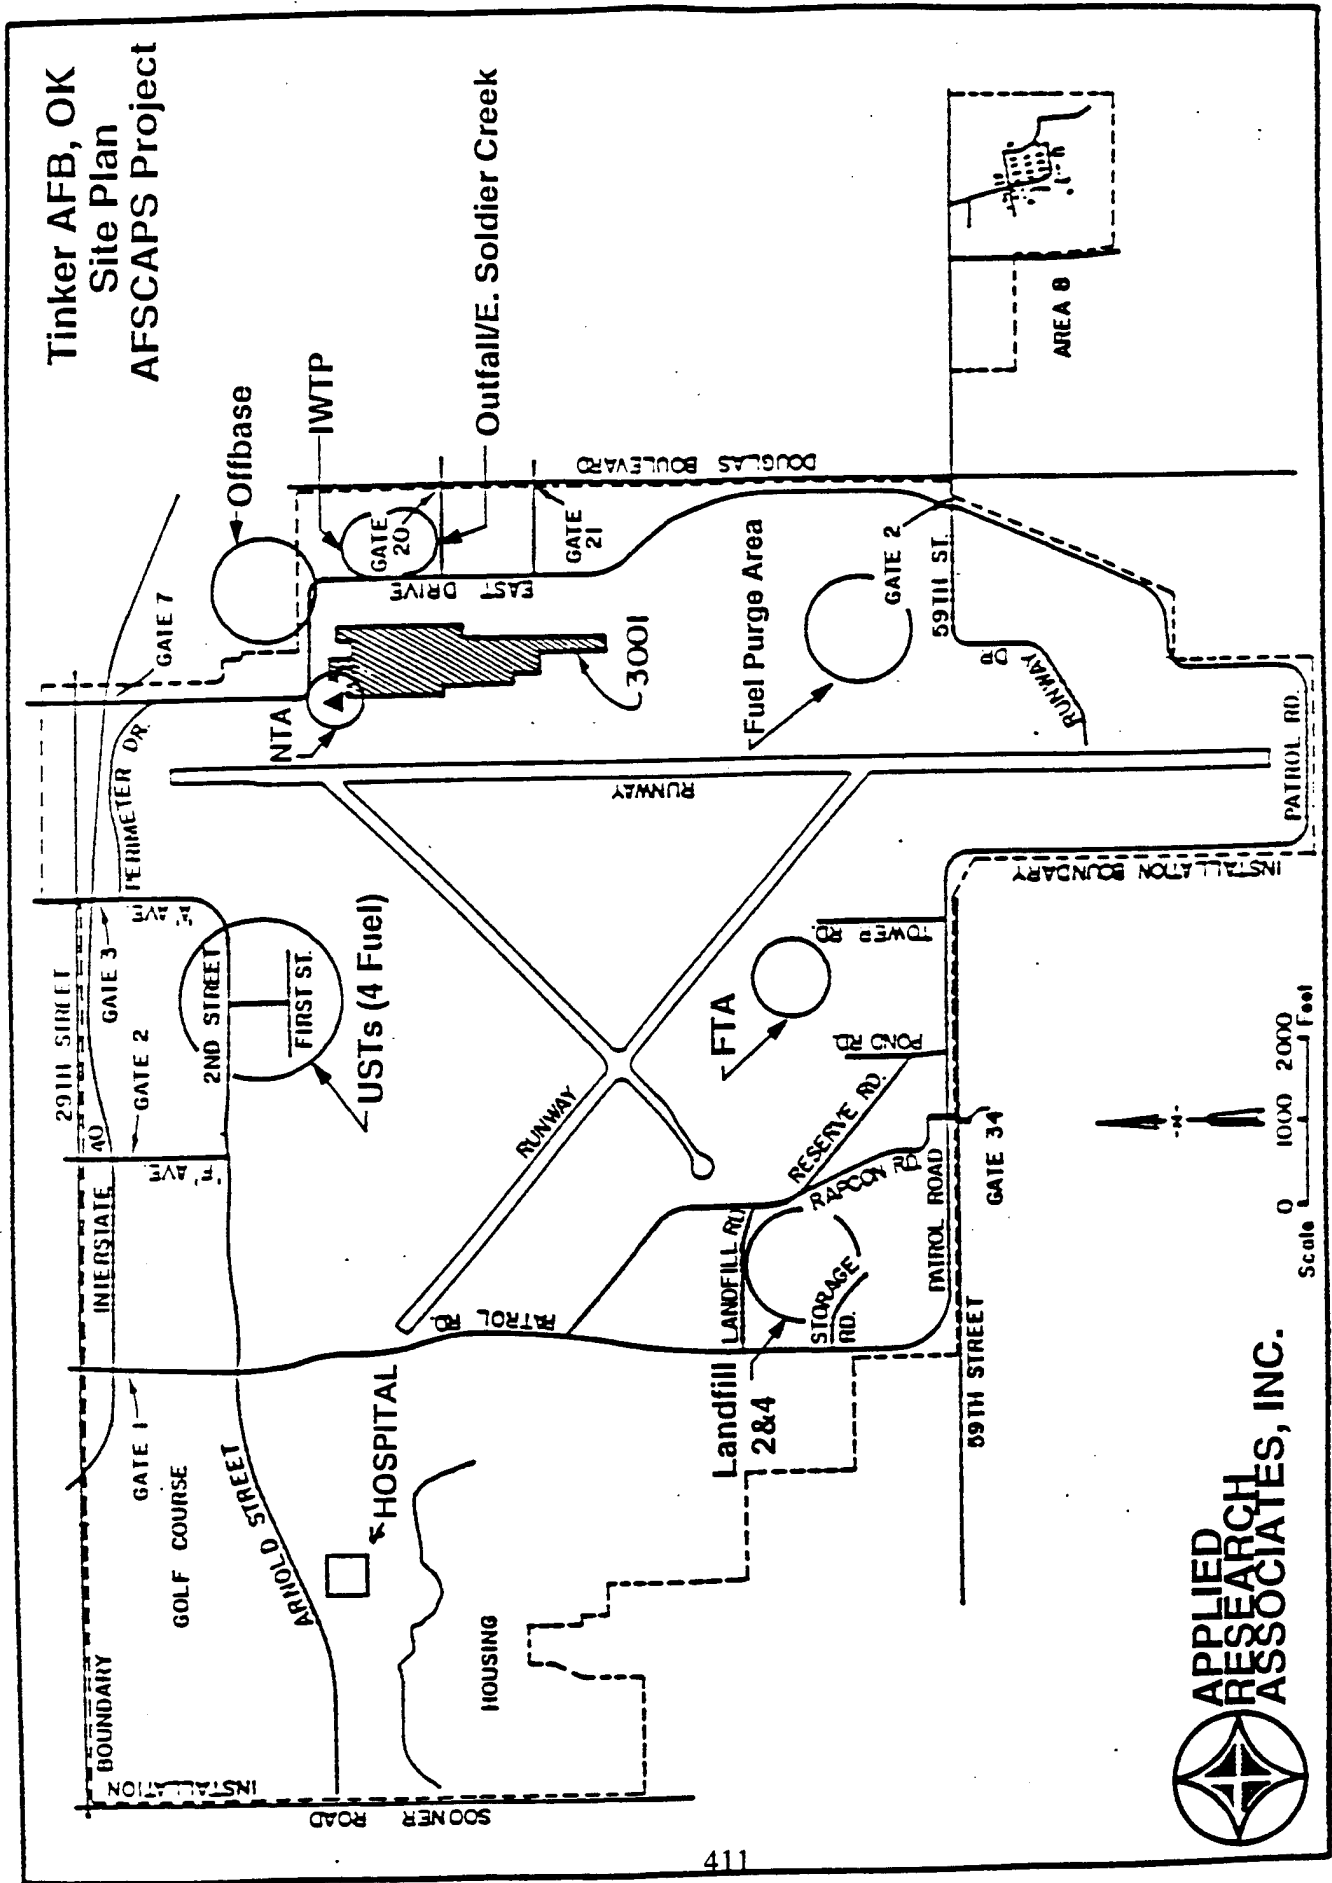 Tinker AFB, OK
Site Plan
AFSCAPS Project
Offbase
IWTP
Outfall/E. Soldier Creek
GATE 7
GATE
20
GATE
21
EAST DRIVE
DOUGLAS BOULEVARD
AREA 8
NTA
3001
Fuel Purge Area
GATE 2
59TH ST.
RUNWAY
DR
PERIMETER DR.
RUNWAY
PATROL RD.
INSTALLATION BOUNDARY
29TH STREET
GATE 3
"A" AVE.
2ND STREET
FIRST ST.
USTs (4 Fuel)
GATE 2
INTERSTATE 40
RUNWAY
FTA
TOWER RD.
POND RD.
RESERVE RD.
RAPCON RD.
PATROL ROAD
GATE 34
LANDFILL RD
STORAGE
RD.
PATROL
RD.
Landfill
2&4
59TH STREET
GATE 1
GOLF COURSE
ARNOLD STREET
HOSPITAL
HOUSING
BOUNDARY
INSTALLATION
SOONER ROAD
-N-
0 1000 2000
Scale Feet
APPLIED
RESEARCH
ASSOCIATES, INC.
411